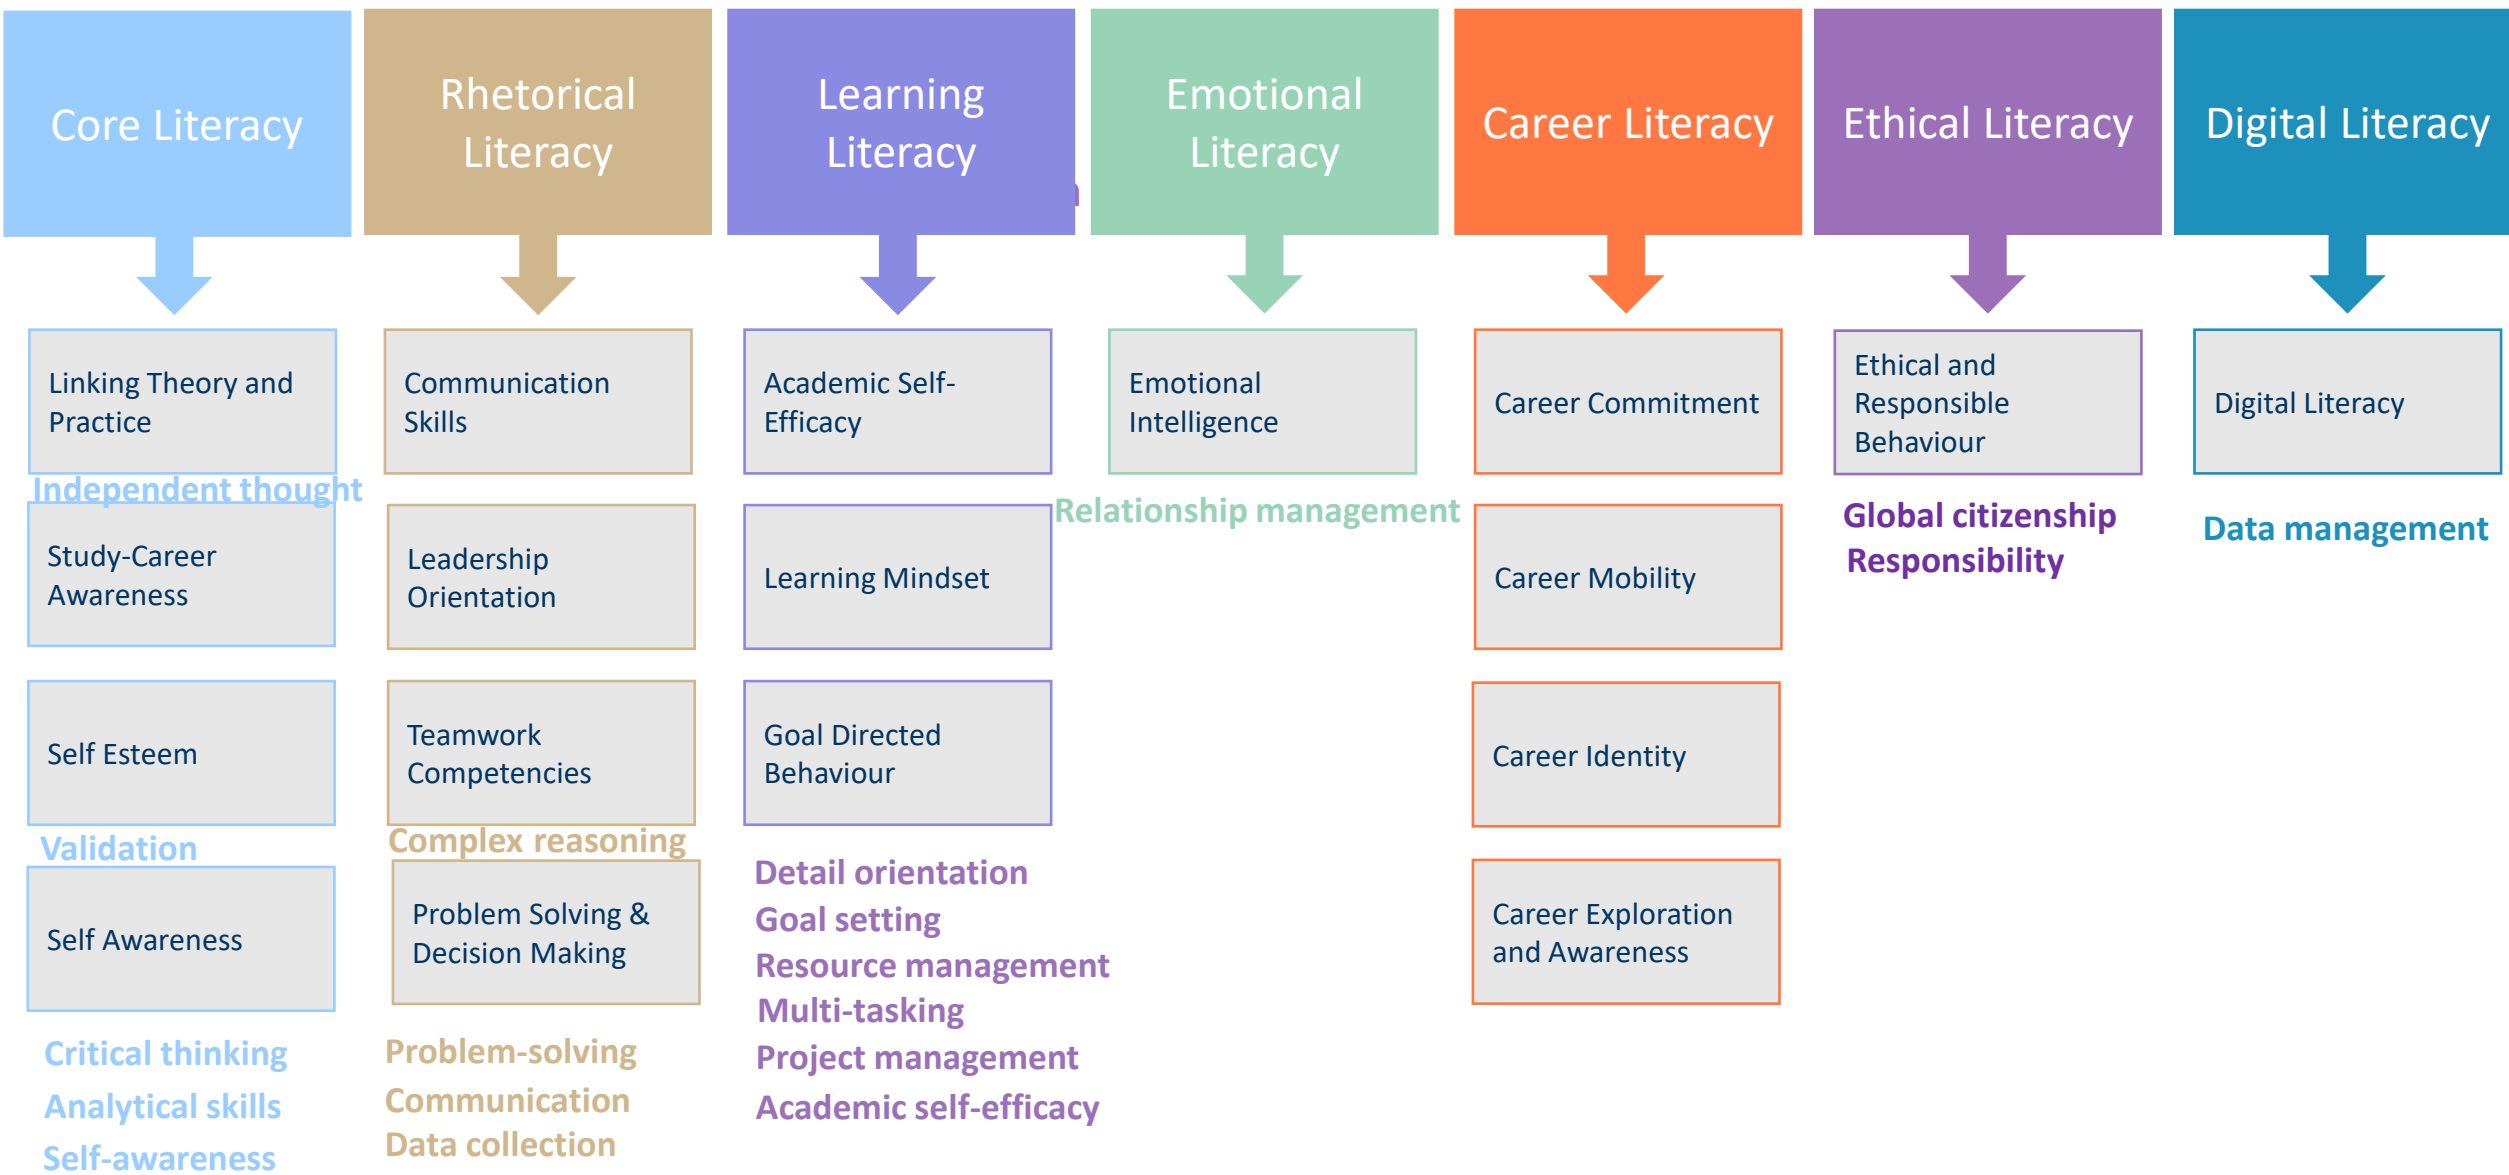 Core Literacy
Linking Theory and
Practice
Independent thought
Study-Career
Awareness
Self Esteem
Validation
Self Awareness
Critical thinking
Analytical skills
Self-awareness
Rhetorical
Literacy
Communication
Skills
Leadership
Orientation
Teamwork
Competencies
Complex reasoning
Problem Solving &
Decision Making
Problem-solving
Communication
Data collection
Learning
Literacy
Academic Self-
Efficacy
Learning Mindset
Goal Directed
Behaviour
Detail orientation
Goal setting
Resource management
Multi-tasking
Project management
Academic self-efficacy
Emotional
Literacy
Emotional
Intelligence
Relationship management
Career Literacy
Career Commitment
Career Mobility
Career Identity
Career Exploration
and Awareness
Ethical Literacy
Ethical and
Responsible
Behaviour
Global citizenship
Responsibility
Digital Literacy
Digital Literacy
Data management